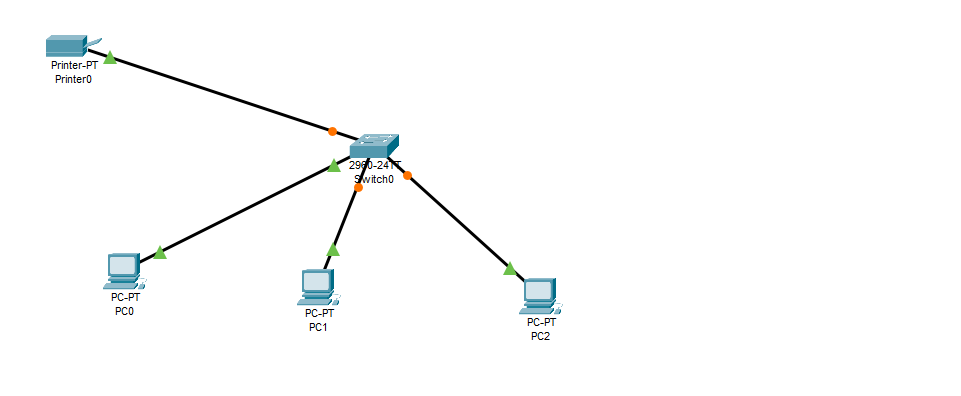 Printer-PT
Printer0
2960-24TT
Switch0
PC-PT
PC0
PC-PT
PC1
PC-PT
PC2